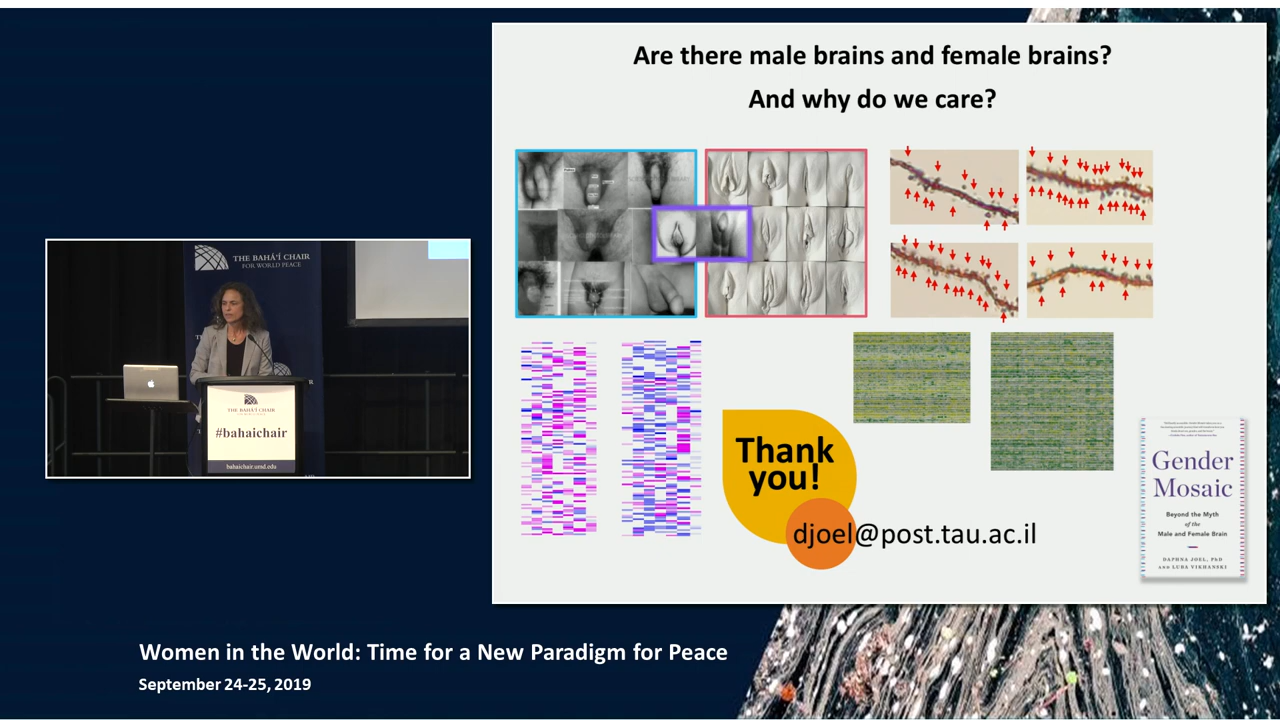 Are there male brains and female brains?
And why do we care?
THE BAHÁ'Í CHAIR
FOR WORLD PEACE
THE BAHÁ'Í CHAIR
#bahaichair
bahaichair.umd.edu
Thank
you!
djoel@post.tau.ac.il
Gender
Mosaic
Beyond the Myth
of the
Male and Female Brain
DAPHNA JOEL, PhD
AND LUBA VIKHANSKI
Women in the World: Time for a New Paradigm for Peace
September 24-25, 2019